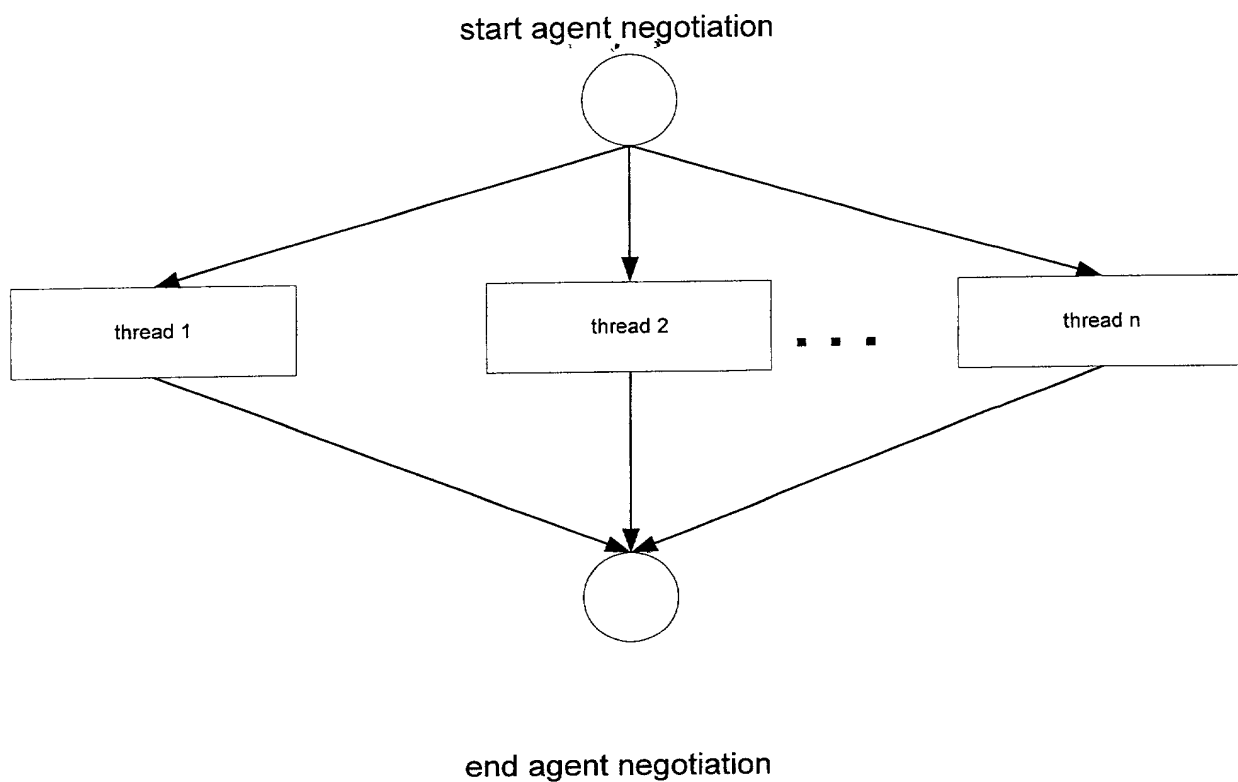 start agent negotiation
thread 1
thread 2
. . .
thread n
end agent negotiation